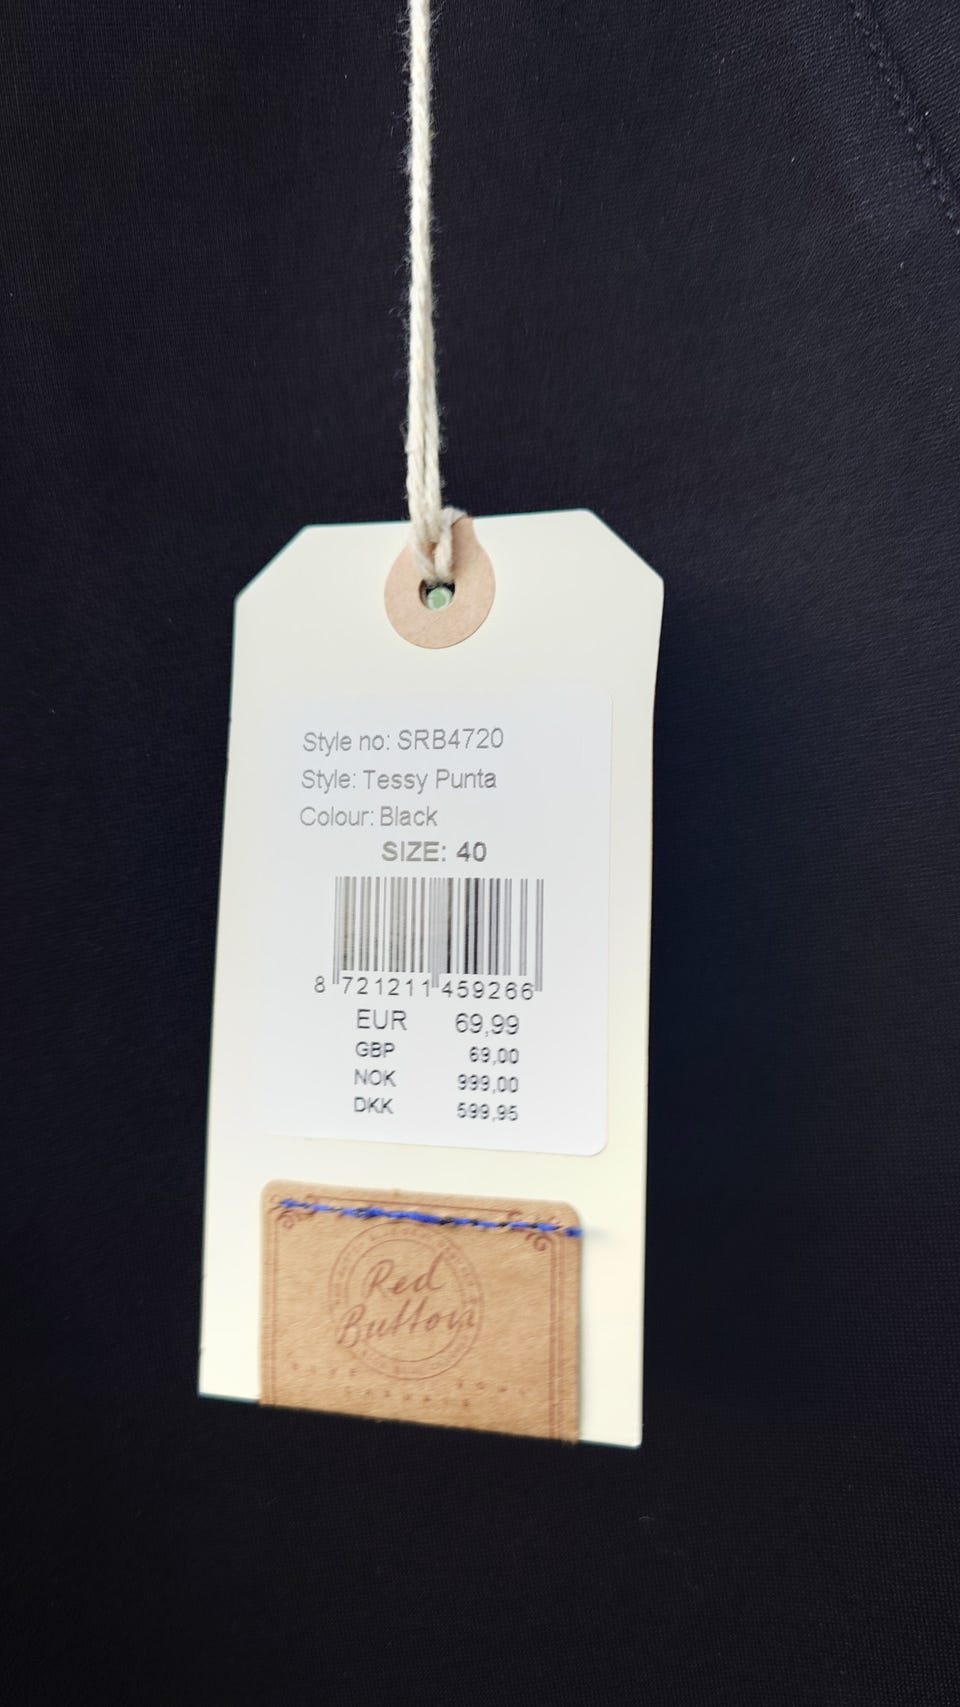 Style no: SRB4720
Style: Tessy Punta
Colour: Black
SIZE: 40
8 721211 459266
EUR 69,99
GBP 69,00
NOK 999,00
DKK 599,95
Red
Button